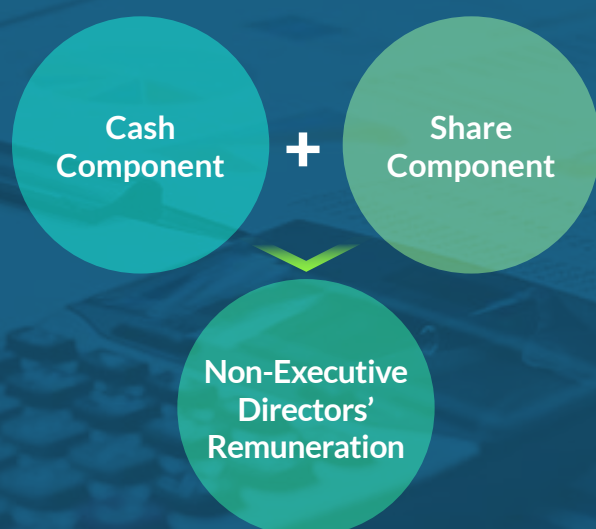 Cash
Component
+
Share
Component
Non-Executive
Directors’
Remuneration